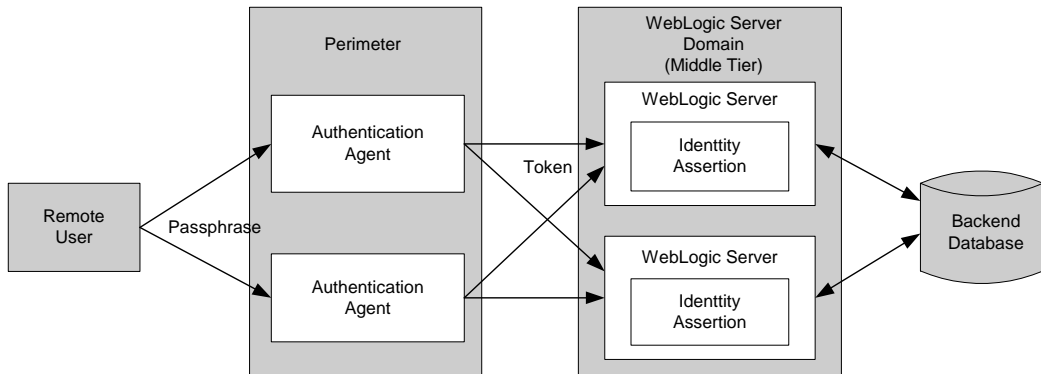 Remote
User
Passphrase
Perimeter
Authentication
Agent
Authentication
Agent
Token
WebLogic Server
Domain
(Middle Tier)
WebLogic Server
Identtity
Assertion
WebLogic Server
Identtity
Assertion
Backend
Database